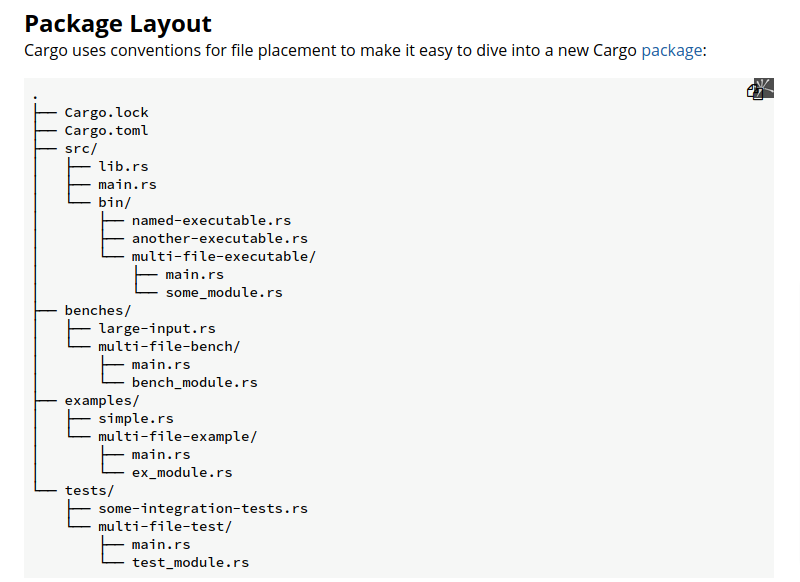 Package Layout
Cargo uses conventions for file placement to make it easy to dive into a new Cargo package:
.
├── Cargo.lock
├── Cargo.toml
├── src/
│   ├── lib.rs
│   ├── main.rs
│   └── bin/
│       ├── named-executable.rs
│       ├── another-executable.rs
│       └── multi-file-executable/
│           ├── main.rs
│           └── some_module.rs
├── benches/
│   ├── large-input.rs
│   └── multi-file-bench/
│       ├── main.rs
│       └── bench_module.rs
├── examples/
│   ├── simple.rs
│   └── multi-file-example/
│       ├── main.rs
│       └── ex_module.rs
└── tests/
    ├── some-integration-tests.rs
    └── multi-file-test/
        ├── main.rs
        └── test_module.rs